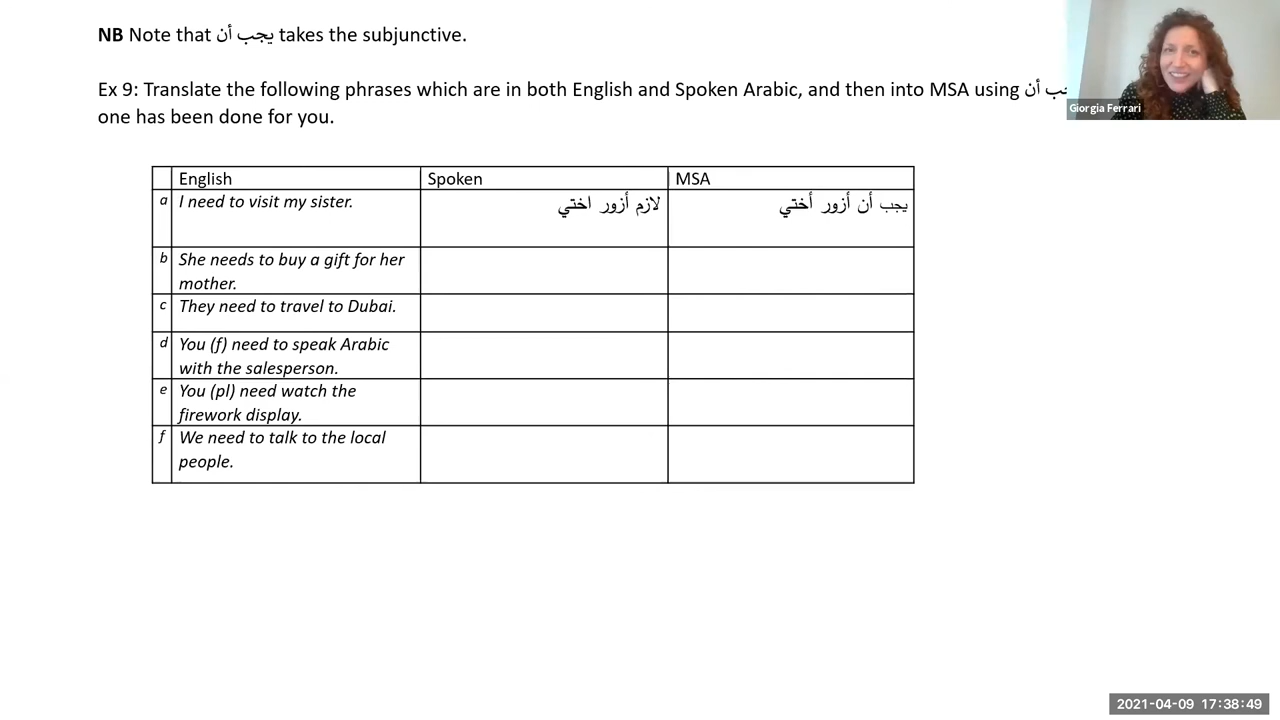 NB Note that يجب أن takes the subjunctive.
Ex 9: Translate the following phrases which are in both English and Spoken Arabic, and then into MSA using أن
Giorgia Ferrari
one has been done for you.
English Spoken MSA
a I need to visit my sister. لازم أزور اختي يجب أن أزور أختي
b She needs to buy a gift for her
mother.
c They need to travel to Dubai.
d You (f) need to speak Arabic
with the salesperson.
e You (pl) need watch the
firework display.
f We need to talk to the local
people.
2021-04-09 17:38:49